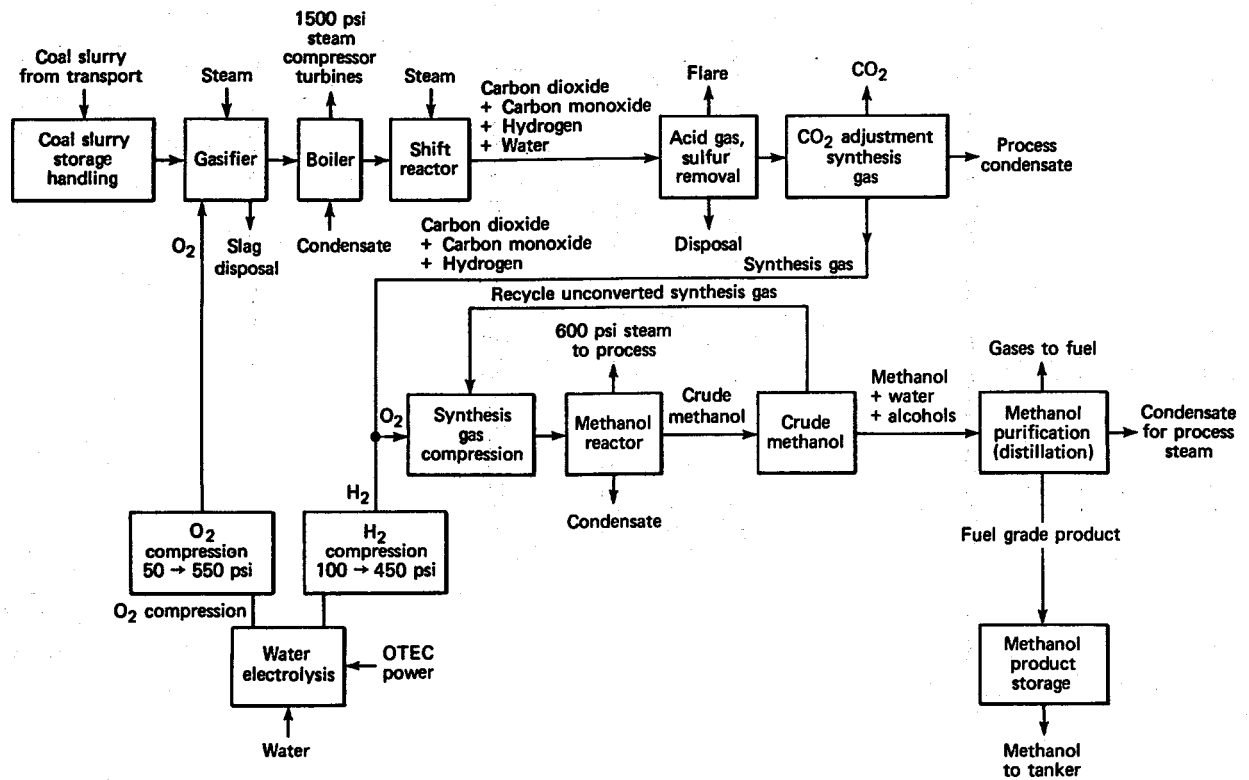 Coal slurry
from transport
Steam
1500 psi
steam
compressor
turbines
Steam
Carbon dioxide
+ Carbon monoxide
+ Hydrogen
+ Water
Flare
CO2
Coal slurry
storage
handling
Gasifier
Boiler
Shift
reactor
Acid gas,
sulfur
removal
CO2 adjustment
synthesis
gas
Process
condensate
O2
Slag
disposal
Condensate
Carbon dioxide
+ Carbon monoxide
+ Hydrogen
Disposal
Synthesis gas
Recycle unconverted synthesis gas
600 psi steam
to process
Gases to fuel
O2
Synthesis
gas
compression
Methanol
reactor
Crude
methanol
Crude
methanol
Methanol
+ water
+ alcohols
Methanol
purification
(distillation)
Condensate
for process
steam
H2
Condensate
Fuel grade product
O2
compression
50 → 550 psi
H2
compression
100 → 450 psi
O2 compression
Water
electrolysis
OTEC
power
Water
Methanol
product
storage
Methanol
to tanker